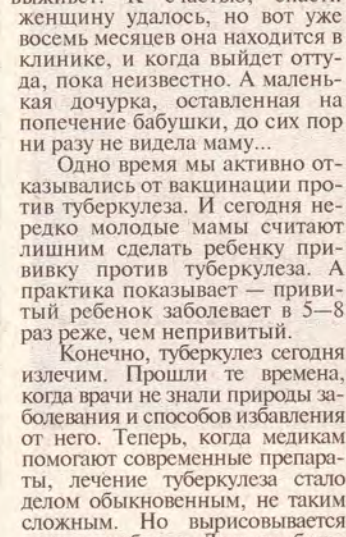 женщину удалось, но вот уже
восемь месяцев она находится в
клинике, и когда выйдет отту-
да, пока неизвестно. А малень-
кая дочурка, оставленная на
попечение бабушки, до сих пор
ни разу не видела маму...
Одно время мы активно от-
казывались от вакцинации про-
тив туберкулеза. И сегодня не-
редко молодые мамы считают
лишним сделать ребенку при-
вивку против туберкулеза. А
практика показывает — приви-
тый ребенок заболевает в 5—8
раз реже, чем непривитый.
Конечно, туберкулез сегодня
излечим. Прошли те времена,
когда врачи не знали природы за-
болевания и способов избавления
от него. Теперь, когда медикам
помогают современные препара-
ты, лечение туберкулеза стало
делом обыкновенным, не таким
сложным. Но вырисовывается